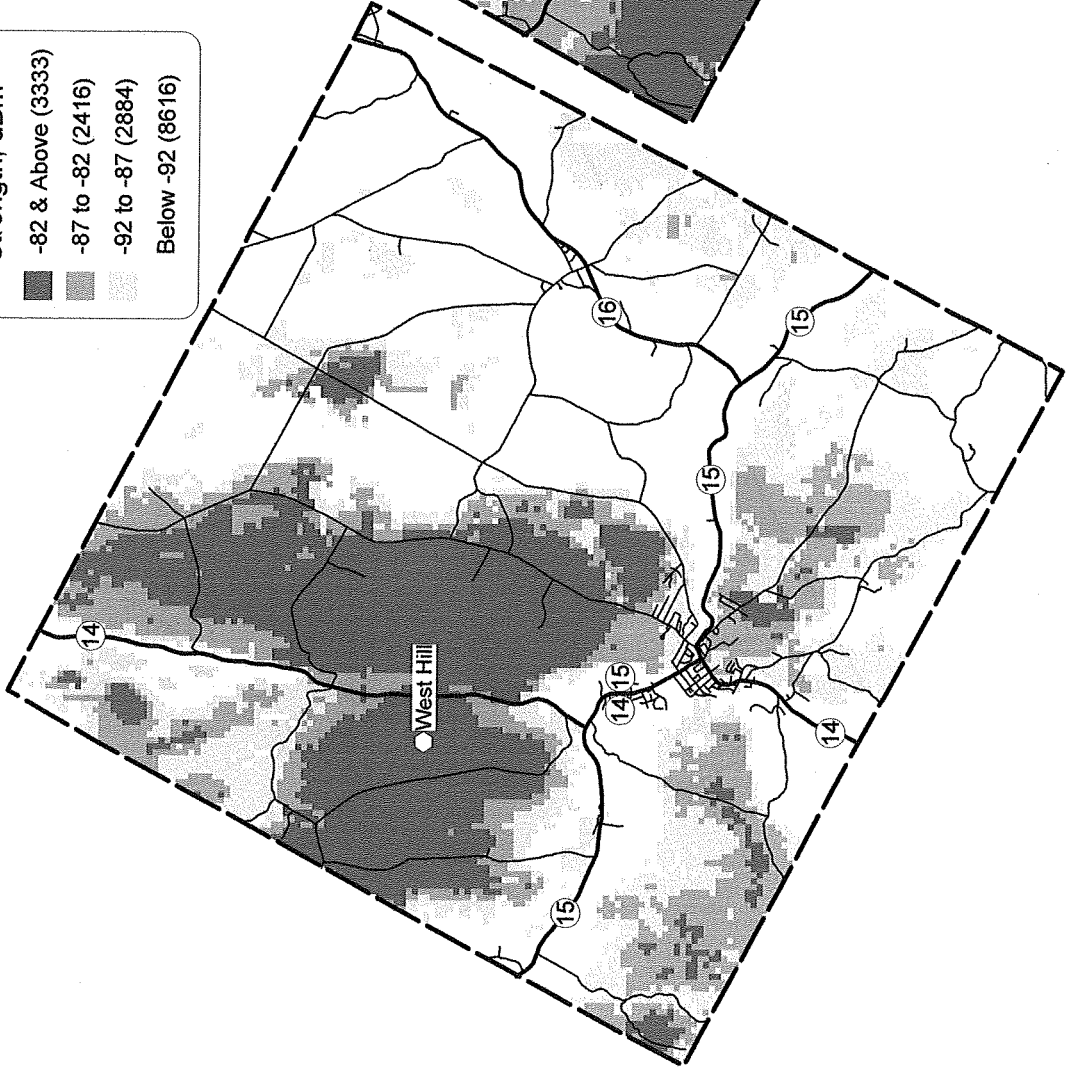 -82 & Above (3333)
-87 to -82 (2416)
-92 to -87 (2884)
Below -92 (8616)
14
West Hill
16
15
15
14 15
14
15